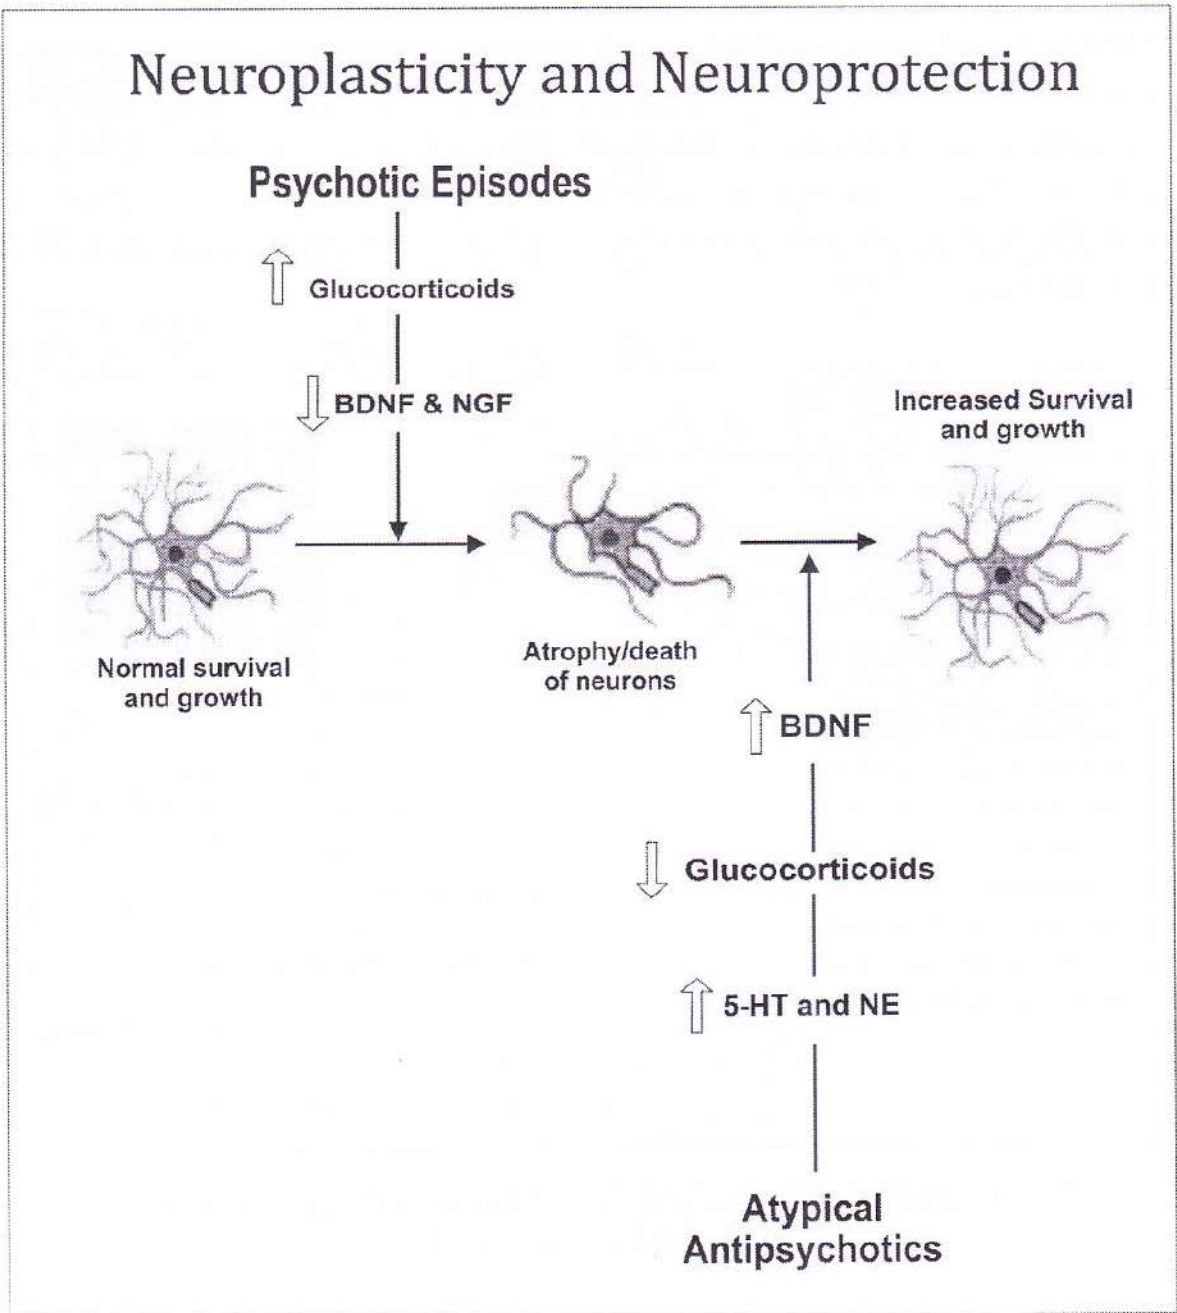 Neuroplasticity and Neuroprotection
Psychotic Episodes
Glucocorticoids
BDNF & NGF
Increased Survival
and growth
Normal survival
and growth
Atrophy/death
of neurons
BDNF
Glucocorticoids
5-HT and NE
Atypical
Antipsychotics